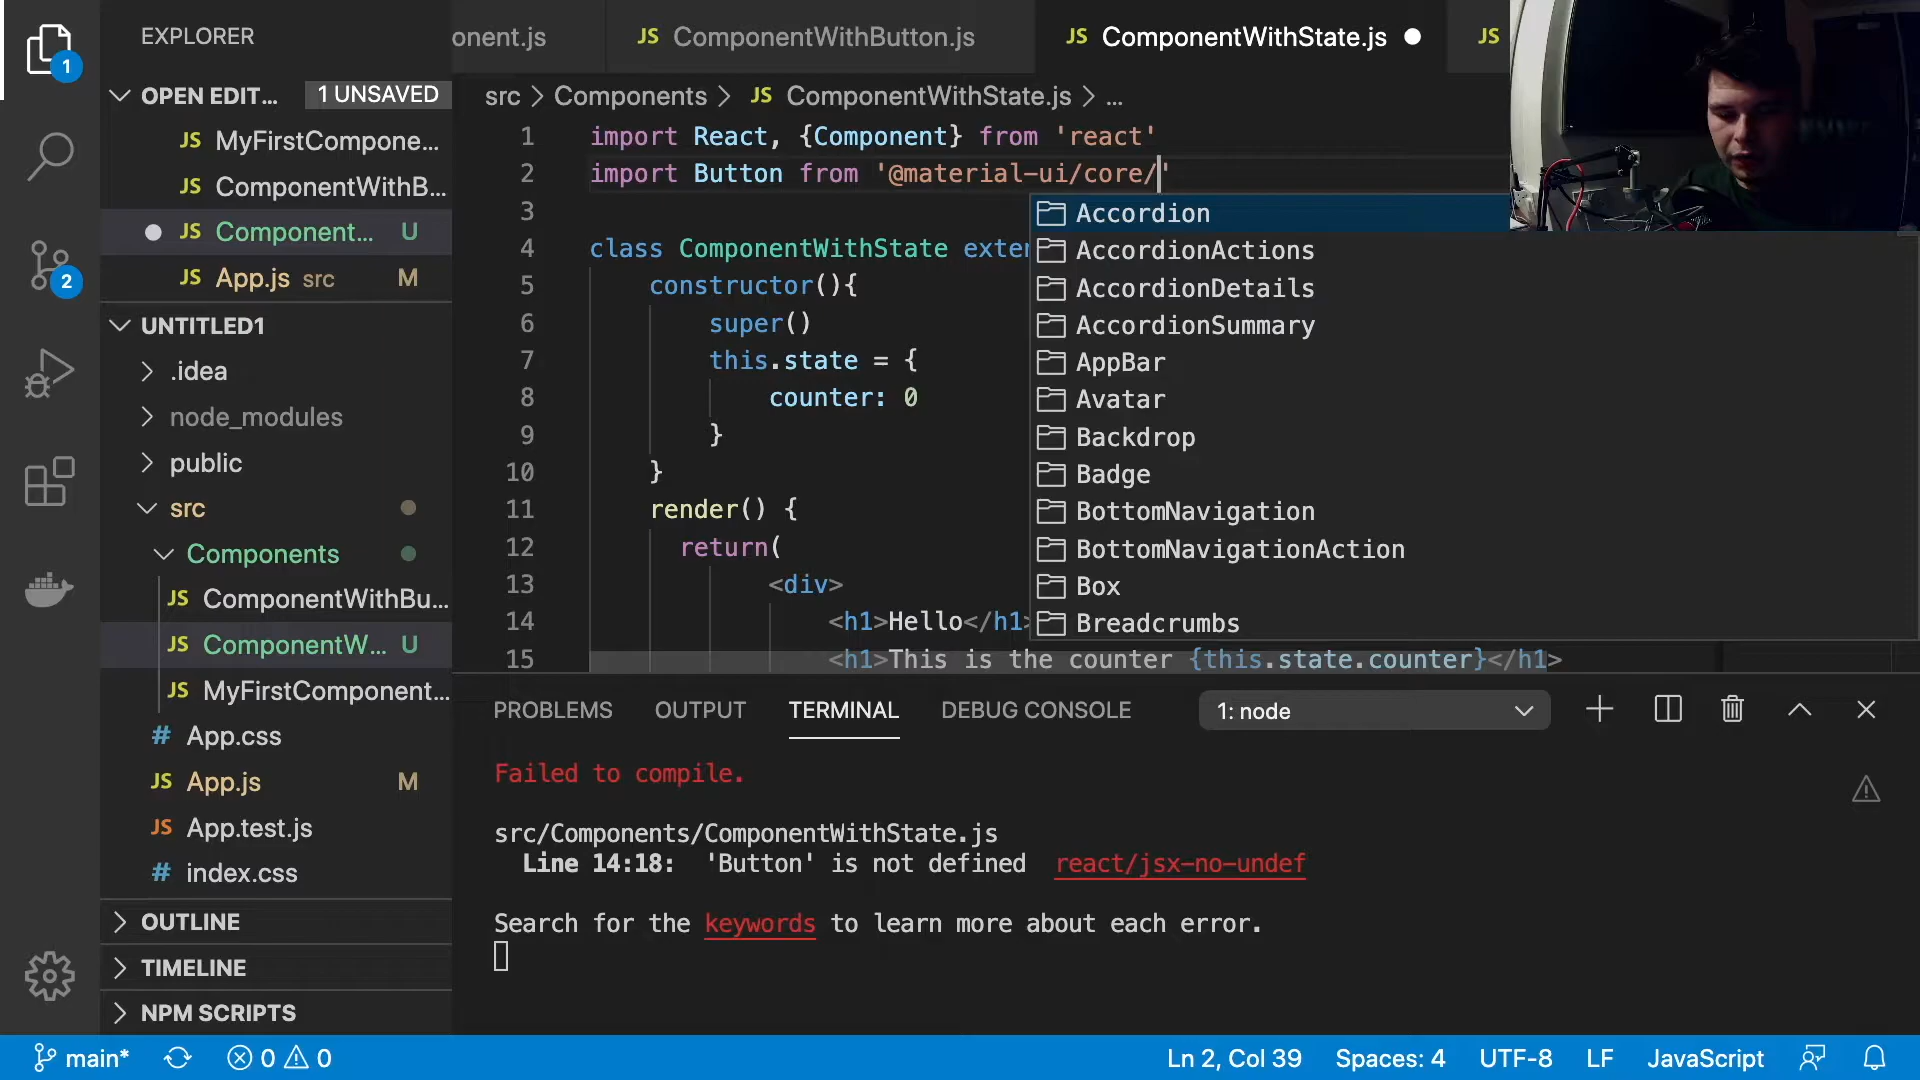 EXPLORER
onent.js
JS ComponentWithButton.js
JS ComponentWithState.js
JS
OPEN EDIT... 1 UNSAVED
JS MyFirstCompone...
JS ComponentWithB...
JS Component... U
JS App.js src M
UNTITLED1
.idea
node_modules
public
src
Components
JS ComponentWithBu...
JS ComponentW... U
JS MyFirstComponent...
# App.css
JS App.js M
JS App.test.js
# index.css
OUTLINE
TIMELINE
NPM SCRIPTS
1
2
src > Components > JS ComponentWithState.js > ...
1 import React, {Component} from 'react'
2 import Button from '@material-ui/core/'
3
4 class ComponentWithState exten
5 constructor(){
6 super()
7 this.state = {
8 counter: 0
9 }
10 }
11 render() {
12 return(
13 <div>
14 <h1>Hello</h1>
15 <h1>This is the counter {this.state.counter}</h1>
Accordion
AccordionActions
AccordionDetails
AccordionSummary
AppBar
Avatar
Backdrop
Badge
BottomNavigation
BottomNavigationAction
Box
Breadcrumbs
PROBLEMS OUTPUT TERMINAL DEBUG CONSOLE 1: node
Failed to compile.
src/Components/ComponentWithState.js
Line 14:18: 'Button' is not defined react/jsx-no-undef
Search for the keywords to learn more about each error.
main* 0 0 Ln 2, Col 39 Spaces: 4 UTF-8 LF JavaScript